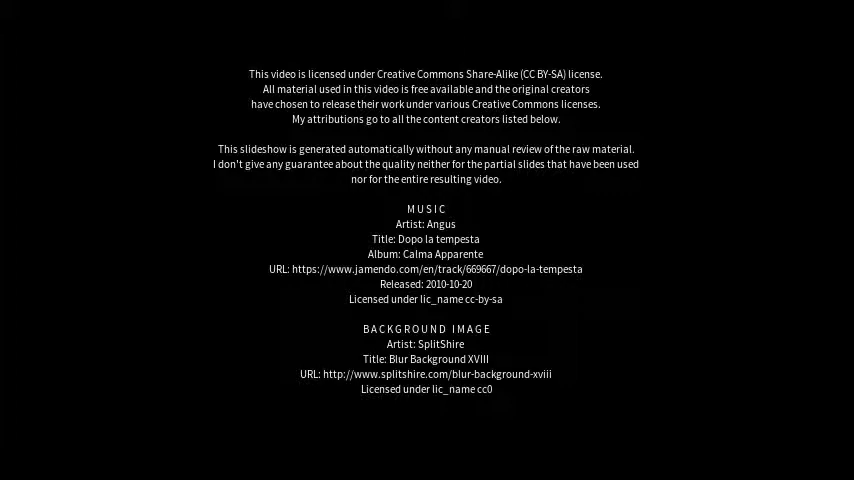 This video is licensed under Creative Commons Share-Alike (CC BY-SA) license.
All material used in this video is free available and the original creators
have chosen to release their work under various Creative Commons licenses.
My attributions go to all the content creators listed below.
This slideshow is generated automatically without any manual review of the raw material.
I don't give any guarantee about the quality neither for the partial slides that have been used
nor for the entire resulting video.
MUSIC
Artist: Angus
Title: Dopo la tempesta
Album: Calma Apparente
URL: https://www.jamendo.com/en/track/669667/dopo-la-tempesta
Released: 2010-10-20
Licensed under lic_name cc-by-sa
BACKGROUND IMAGE
Artist: SplitShire
Title: Blur Background XVIII
URL: http://www.splitshire.com/blur-background-xviii
Licensed under lic_name cc0